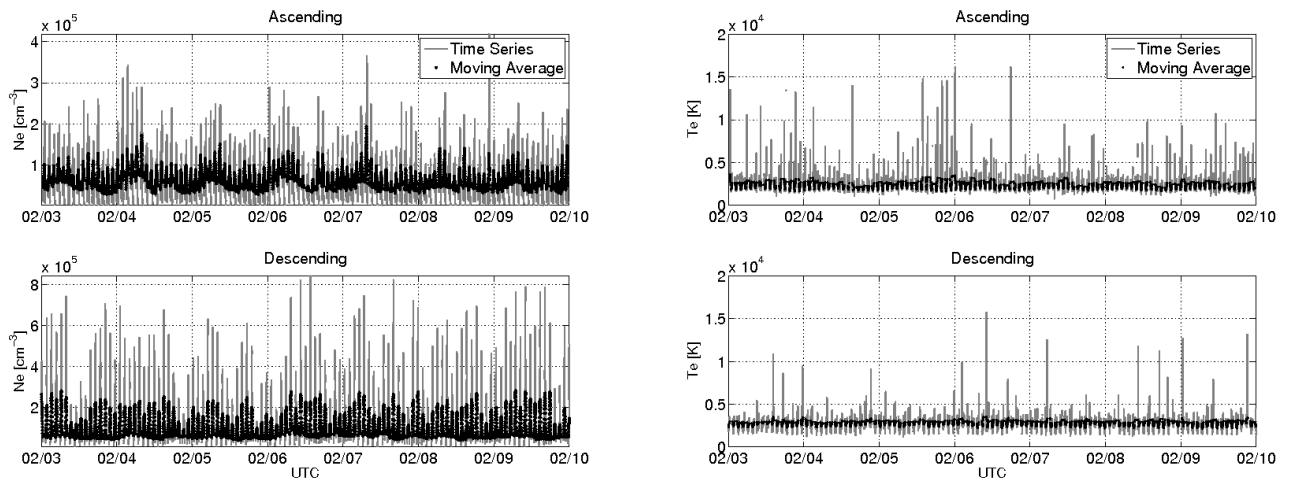 Ascending
x 10^5
Time Series
Moving Average
Ne [cm^-3]
4
3
2
1
02/03 02/04 02/05 02/06 02/07 02/08 02/09 02/10
Descending
x 10^5
Ne [cm^-3]
8
6
4
2
02/03 02/04 02/05 02/06 02/07 02/08 02/09 02/10
UTC
Ascending
x 10^4
Time Series
Moving Average
Te [K]
2
1.5
1
0.5
0
02/03 02/04 02/05 02/06 02/07 02/08 02/09 02/10
Descending
x 10^4
Te [K]
2
1.5
1
0.5
0
02/03 02/04 02/05 02/06 02/07 02/08 02/09 02/10
UTC